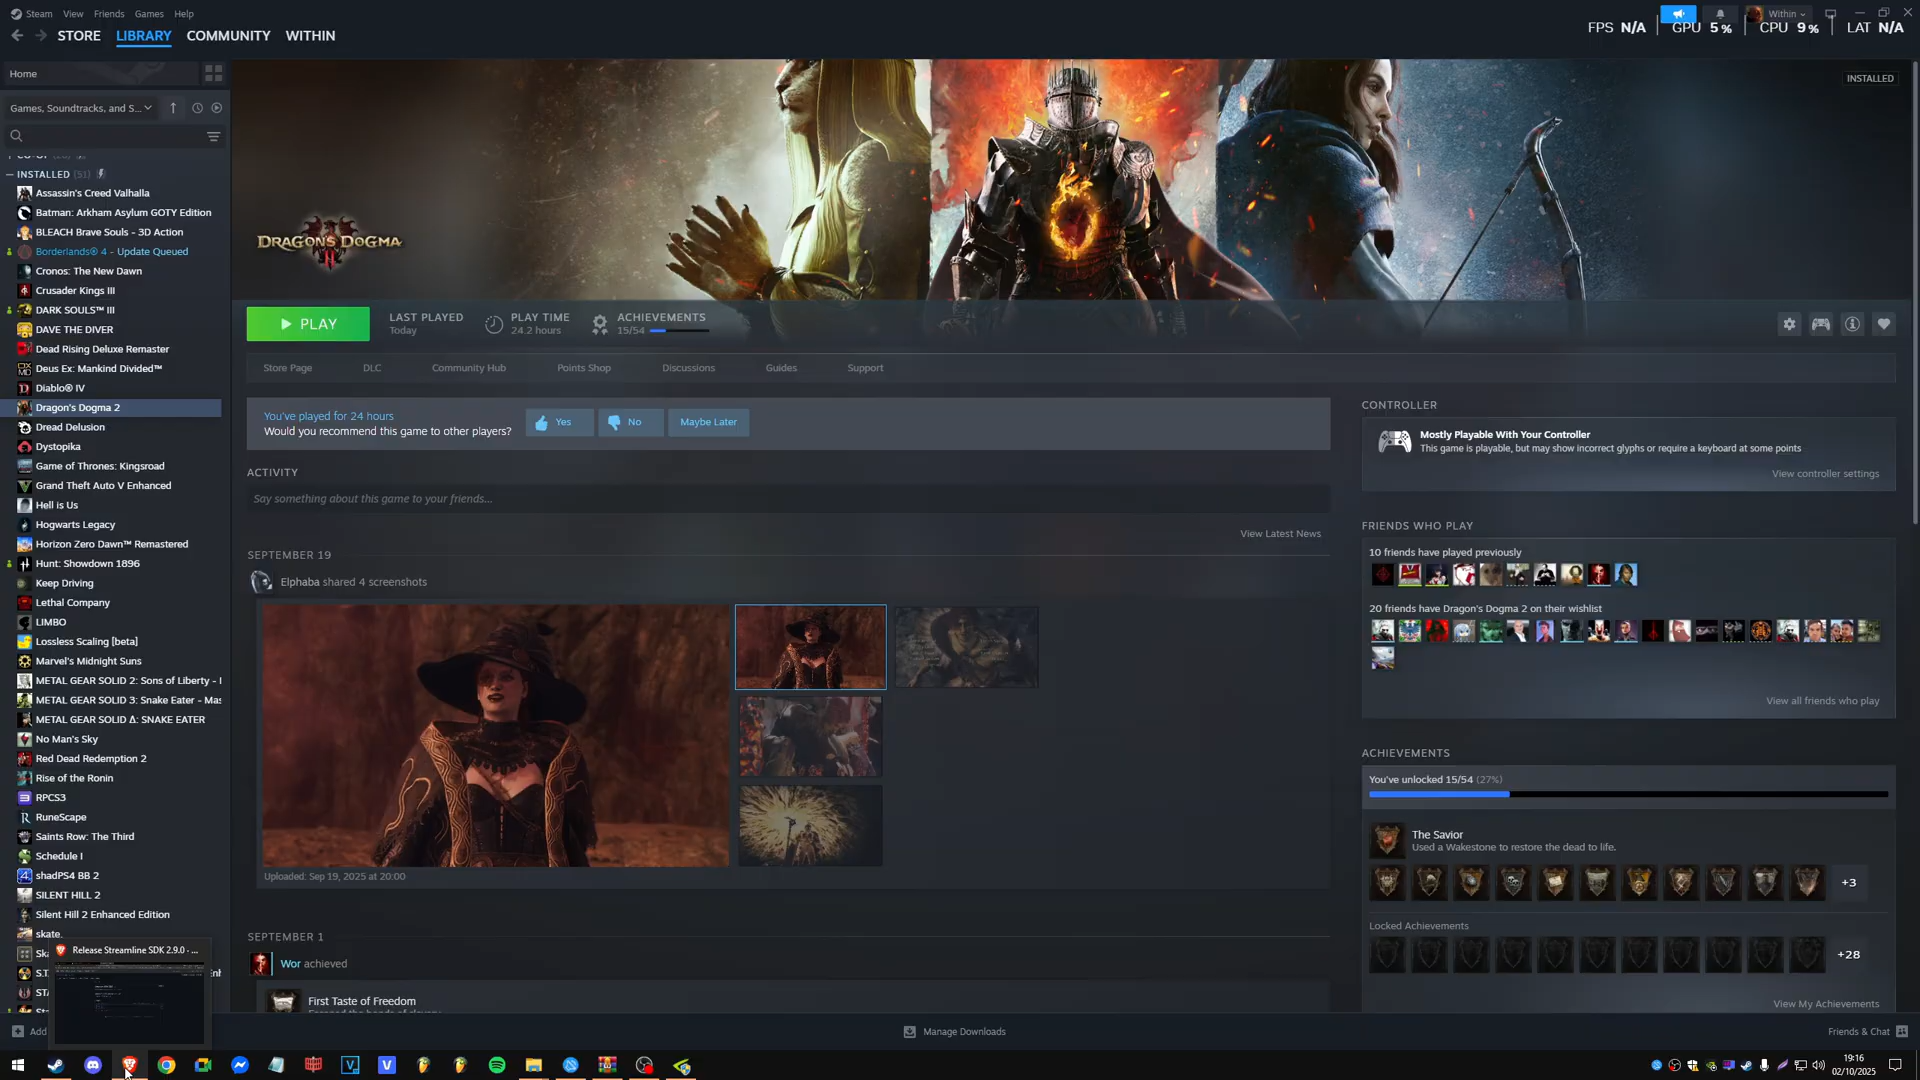 Steam View Friends Games Help
Within
STORE LIBRARY COMMUNITY WITHIN
FPS N/A GPU 5% CPU 9% LAT N/A
Home
INSTALLED
Games, Soundtracks, and S...
INSTALLED (51)
Assassin's Creed Valhalla
Batman: Arkham Asylum GOTY Edition
BLEACH Brave Souls - 3D Action
Borderlands® 4 - Update Queued
Cronos: The New Dawn
Crusader Kings III
DARK SOULS™ III
DAVE THE DIVER
Dead Rising Deluxe Remaster
Deus Ex: Mankind Divided™
Diablo® IV
Dragon's Dogma 2
Dread Delusion
Dystopika
Game of Thrones: Kingsroad
Grand Theft Auto V Enhanced
Hell is Us
Hogwarts Legacy
Horizon Zero Dawn™ Remastered
Hunt: Showdown 1896
Keep Driving
Lethal Company
LIMBO
Lossless Scaling [beta]
Marvel's Midnight Suns
METAL GEAR SOLID 2: Sons of Liberty -
METAL GEAR SOLID 3: Snake Eater - Mas
METAL GEAR SOLID Δ: SNAKE EATER
No Man's Sky
Red Dead Redemption 2
Rise of the Ronin
RPCS3
RuneScape
Saints Row: The Third
Schedule I
shadPS4 BB 2
SILENT HILL 2
Silent Hill 2 Enhanced Edition
skate.
Release Streamline SDK 2.9.0 - ...
Add
DRAGON'S DOGMA
II
PLAY
LAST PLAYED
Today
PLAY TIME
24.2 hours
ACHIEVEMENTS
15/54
Store Page DLC Community Hub Points Shop Discussions Guides Support
You've played for 24 hours
Would you recommend this game to other players?
Yes No Maybe Later
ACTIVITY
Say something about this game to your friends...
View Latest News
SEPTEMBER 19
Elphaba shared 4 screenshots
Uploaded: Sep 19, 2025 at 20:00
SEPTEMBER 1
Wor achieved
First Taste of Freedom
CONTROLLER
Mostly Playable With Your Controller
This game is playable, but may show incorrect glyphs or require a keyboard at some points
View controller settings
FRIENDS WHO PLAY
10 friends have played previously
20 friends have Dragon's Dogma 2 on their wishlist
View all friends who play
ACHIEVEMENTS
You've unlocked 15/54 (27%)
The Savior
Used a Wakestone to restore the dead to life.
+3
Locked Achievements
+28
View My Achievements
Manage Downloads
Friends & Chat
19:16
02/10/2025